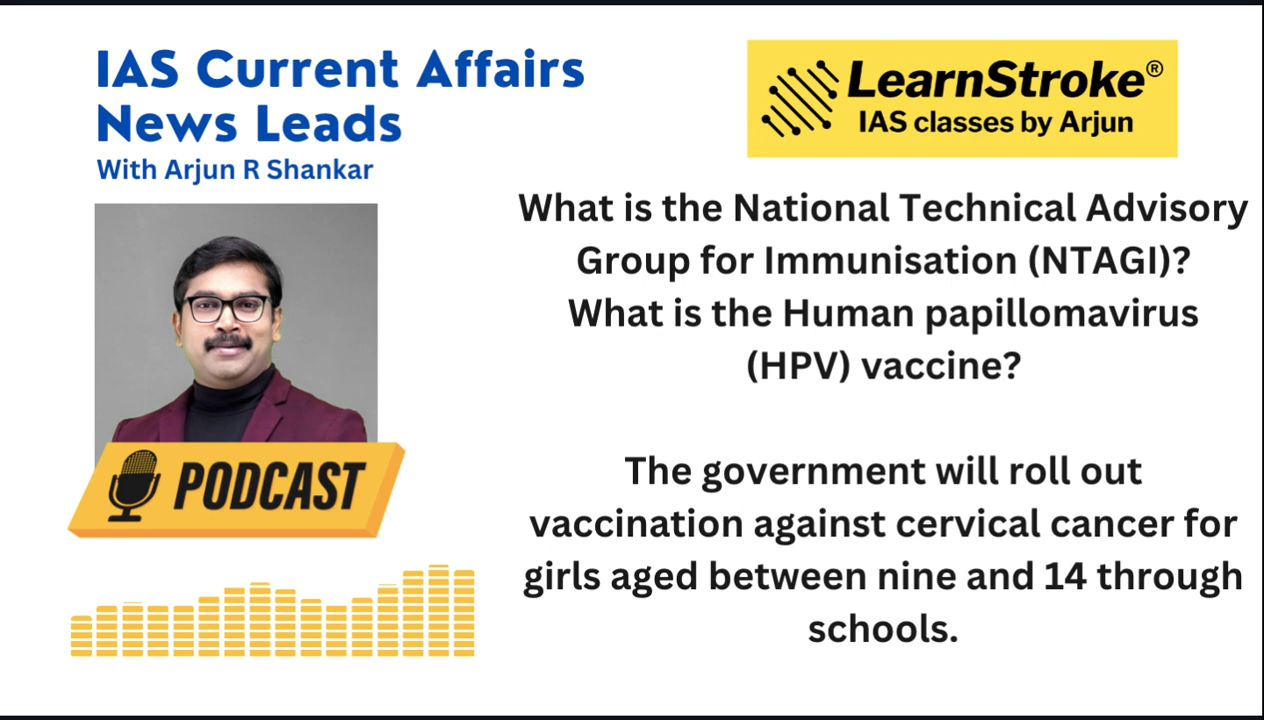 IAS Current Affairs
News Leads
With Arjun R Shankar
LearnStroke®
IAS classes by Arjun
What is the National Technical Advisory
Group for Immunisation (NTAGI)?
What is the Human papillomavirus
(HPV) vaccine?
The government will roll out
vaccination against cervical cancer for
girls aged between nine and 14 through
schools.
PODCAST